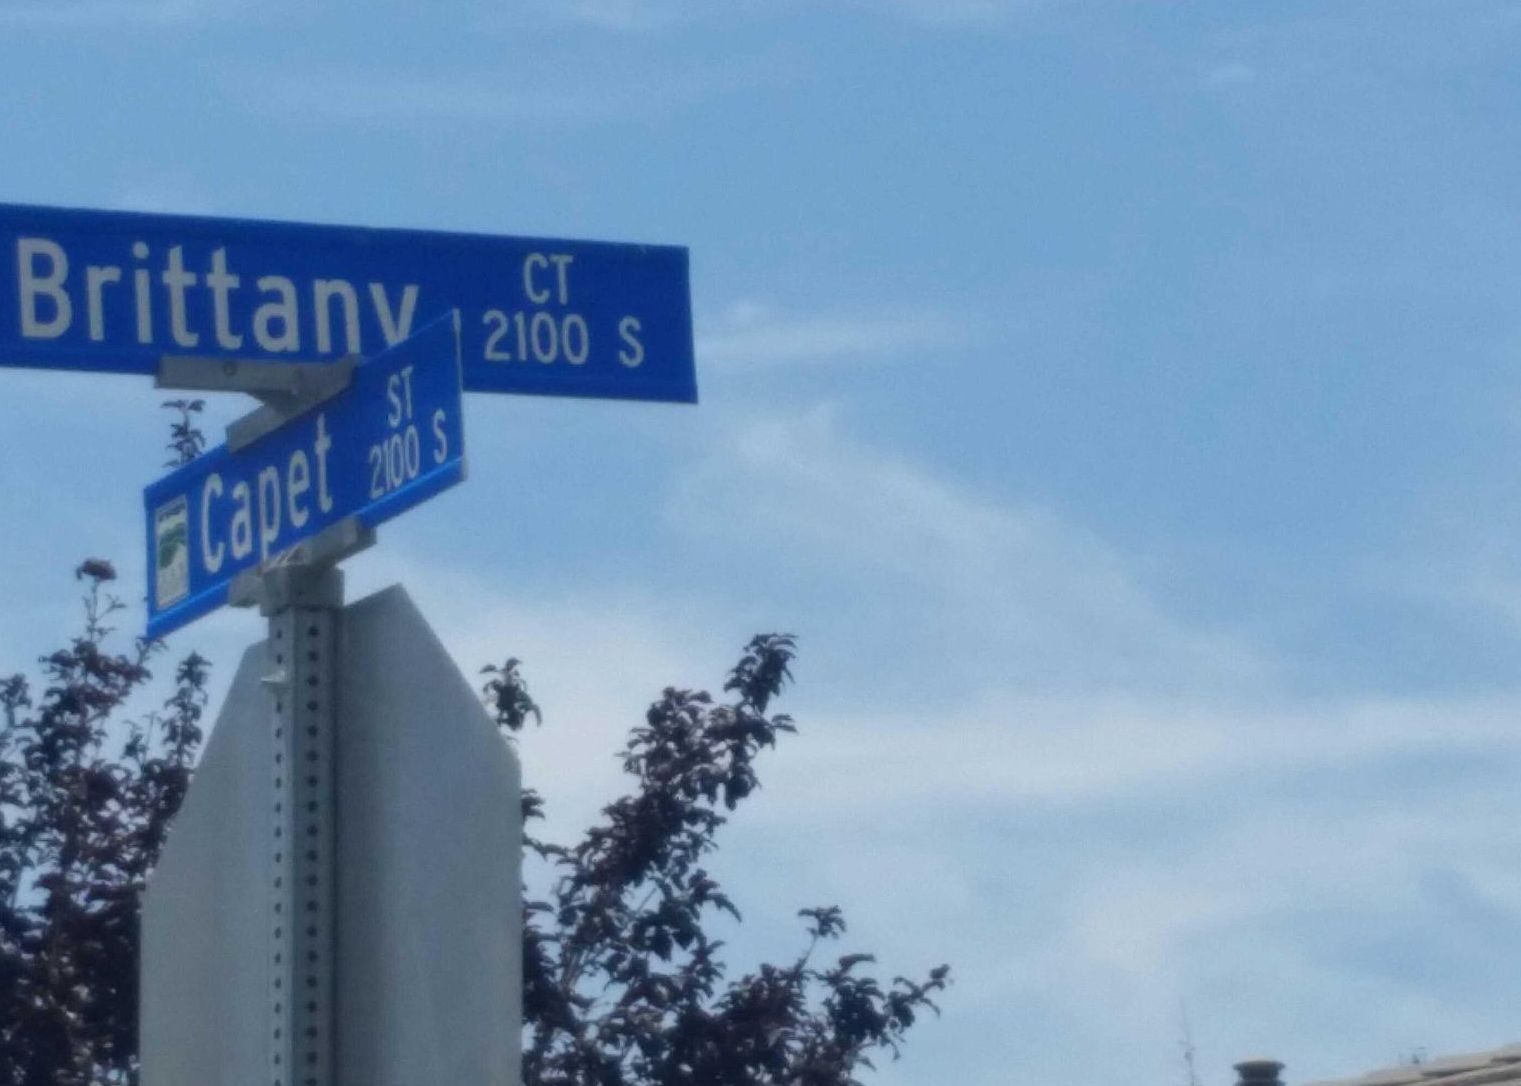 Brittany
CT
2100 S
Capet
ST
2100 S